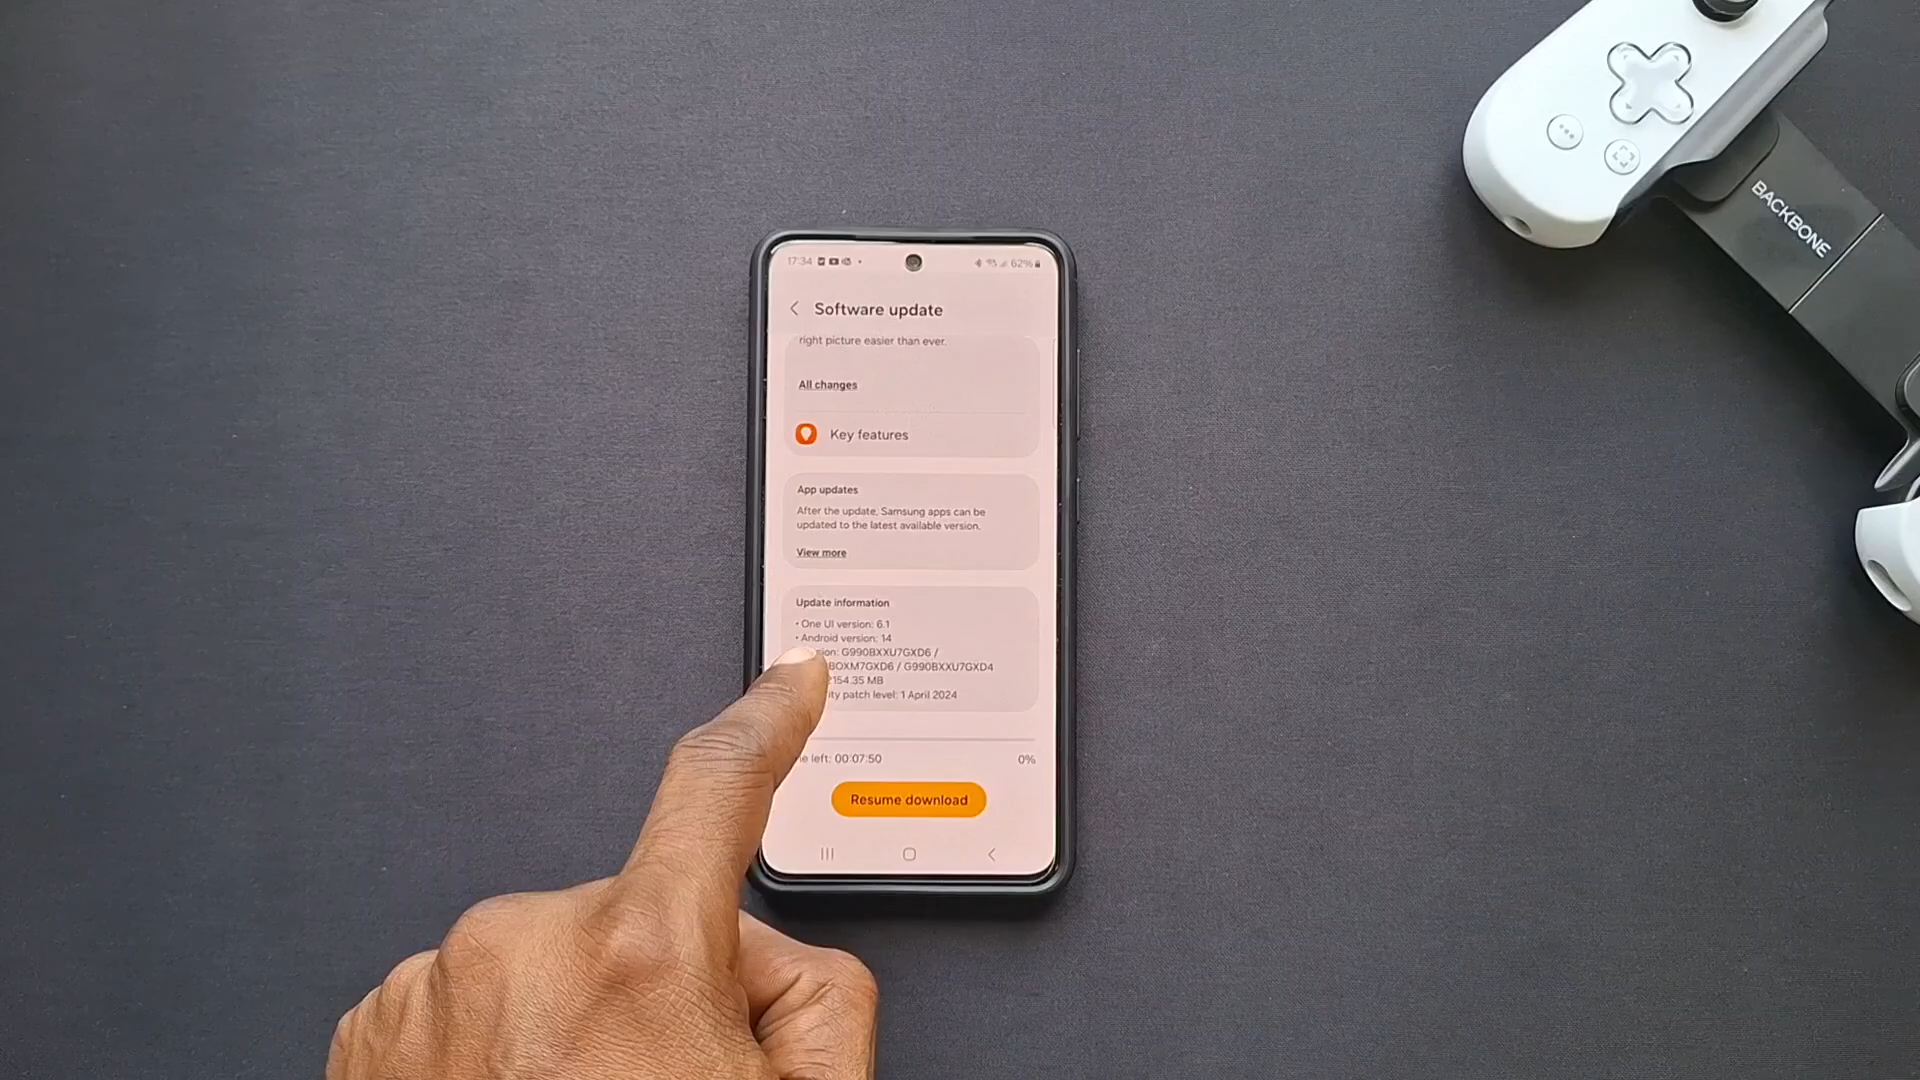 17:34
62%
Software update
right picture easier than ever.
All changes
Key features
App updates
After the update, Samsung apps can be
updated to the latest available version.
View more
Update information
• One UI version: 6.1
• Android version: 14
sion: G990BXXU7GXD6 /
BOXM7GXD6 / G990BXXU7GXD4
154.35 MB
ity patch level: 1 April 2024
e left: 00:07:50
0%
Resume download
BACKBONE